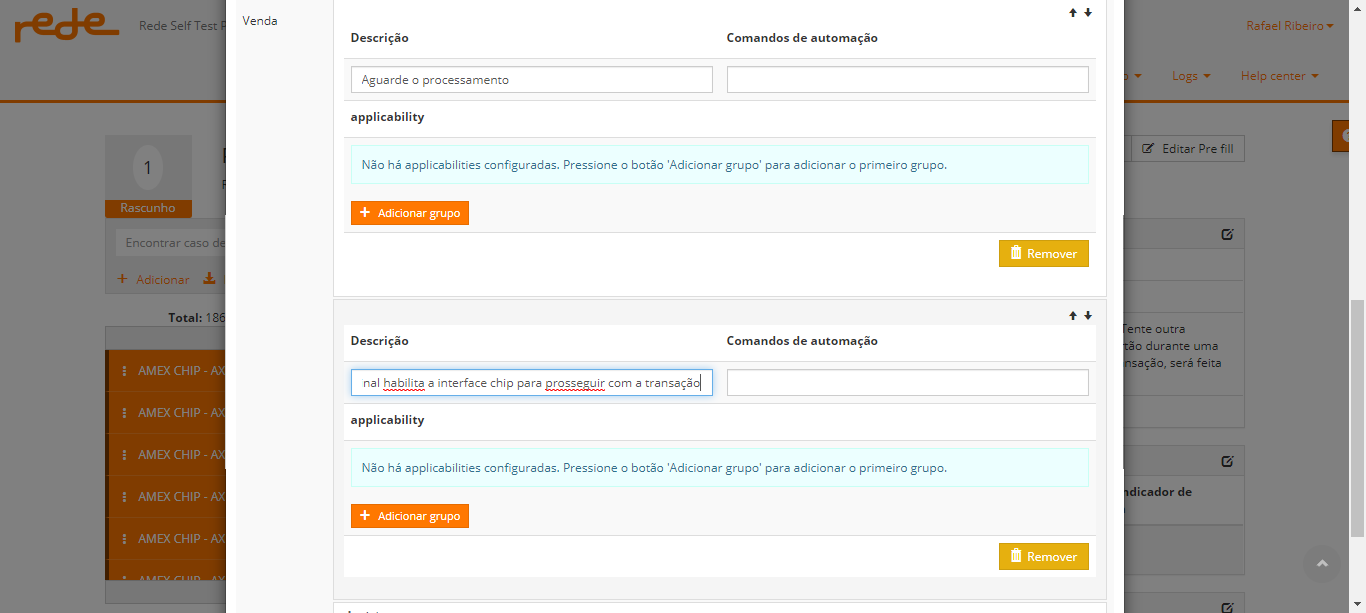 rede
Rede Self Test
Rafael Ribeiro
Logs
Help center
Venda
Descrição
Comandos de automação
Aguarde o processamento
applicability
Não há applicabilities configuradas. Pressione o botão 'Adicionar grupo' para adicionar o primeiro grupo.
+ Adicionar grupo
Remover
1
Rascunho
Editar Pre fill
Encontrar caso de
+ Adicionar
Total: 186
Descrição
Comandos de automação
nal habilita a interface chip para prosseguir com a transação
applicability
Não há applicabilities configuradas. Pressione o botão 'Adicionar grupo' para adicionar o primeiro grupo.
+ Adicionar grupo
Remover
AMEX CHIP - AX
AMEX CHIP - AX
AMEX CHIP - AX
AMEX CHIP - AX
AMEX CHIP - AX
AMEX CHIP - AX
Tente outra
tão durante uma
nsação, será feita
ndicador de